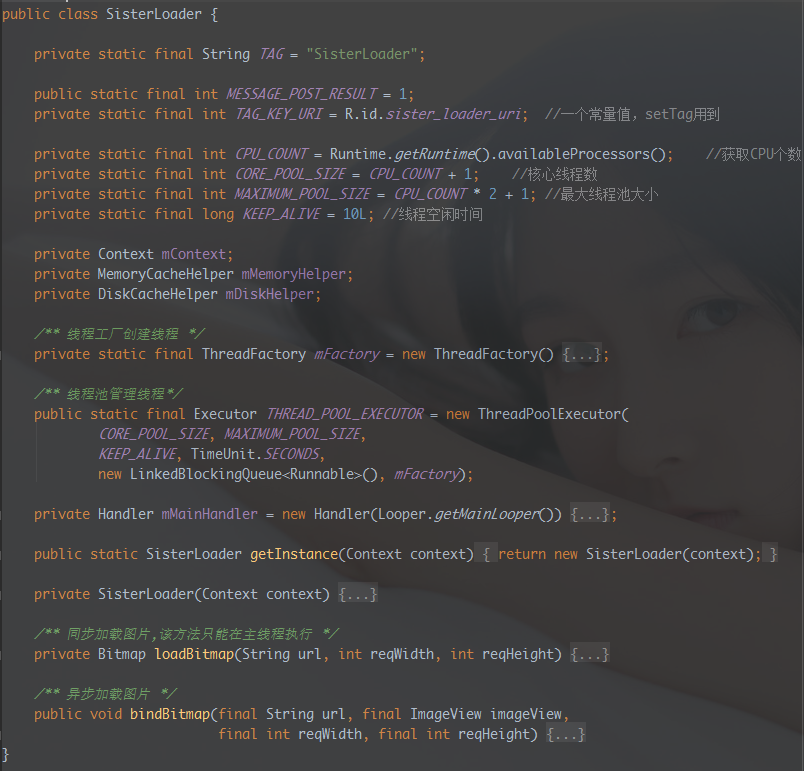 public class SisterLoader {
private static final String TAG = "SisterLoader";
public static final int MESSAGE_POST_RESULT = 1;
private static final int TAG_KEY_URI = R.id.sister_loader_uri;  //一个常量值，setTag用到
private static final int CPU_COUNT = Runtime.getRuntime().availableProcessors();    //获取CPU个数
private static final int CORE_POOL_SIZE = CPU_COUNT + 1;    //核心线程数
private static final int MAXIMUM_POOL_SIZE = CPU_COUNT * 2 + 1; //最大线程池大小
private static final long KEEP_ALIVE = 10L; //线程空闲时间
private Context mContext;
private MemoryCacheHelper mMemoryHelper;
private DiskCacheHelper mDiskHelper;
/** 线程工厂创建线程 */
private static final ThreadFactory mFactory = new ThreadFactory() {...};
/** 线程池管理线程*/
public static final Executor THREAD_POOL_EXECUTOR = new ThreadPoolExecutor(
CORE_POOL_SIZE, MAXIMUM_POOL_SIZE,
KEEP_ALIVE, TimeUnit.SECONDS,
new LinkedBlockingQueue<Runnable>(), mFactory);
private Handler mMainHandler = new Handler(Looper.getMainLooper()) {...};
public static SisterLoader getInstance(Context context) { return new SisterLoader(context); }
private SisterLoader(Context context) {...}
/** 同步加载图片,该方法只能在主线程执行 */
private Bitmap loadBitmap(String url, int reqWidth, int reqHeight) {...}
/** 异步加载图片 */
public void bindBitmap(final String url, final ImageView imageView,
final int reqWidth, final int reqHeight) {...}
}